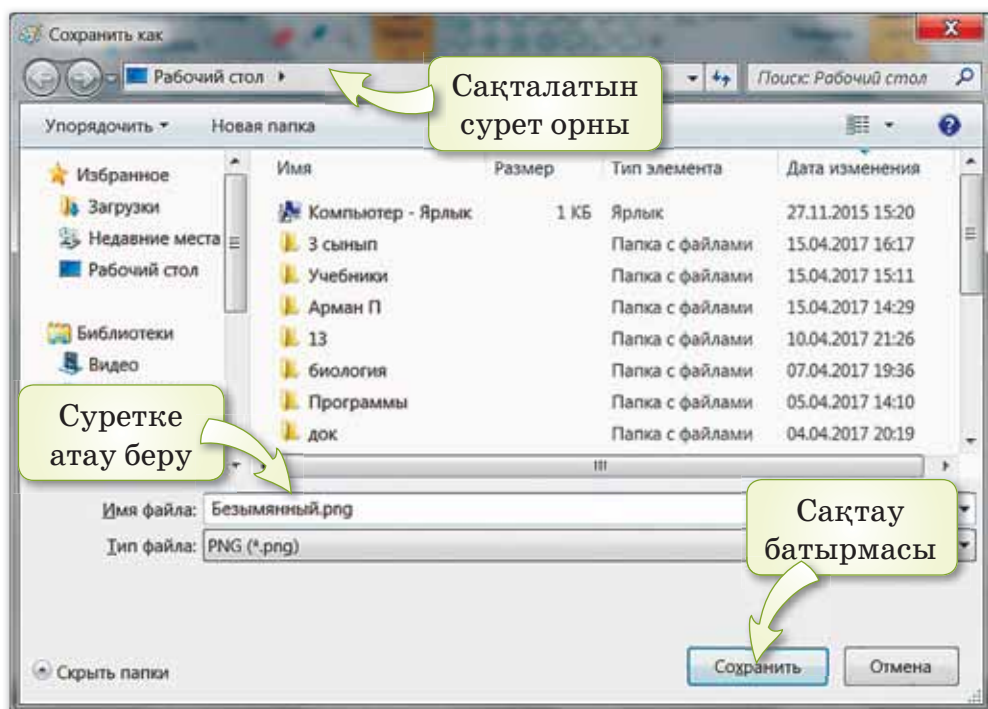 Сохранить как
Рабочий стол
Поиск: Рабочий стол
Сақталатын
сурет орны
Упорядочить
Новая папка
Имя
Размер
Тип элемента
Дата изменения
Избранное
Загрузки
Недавние места
Рабочий стол
Библиотеки
Видео
Компьютер - Ярлык 1 КБ Ярлык 27.11.2015 15:20
3 сынып Папка с файлами 15.04.2017 16:17
Учебники Папка с файлами 15.04.2017 15:11
Арман П Папка с файлами 15.04.2017 14:29
13 Папка с файлами 10.04.2017 21:26
биология Папка с файлами 07.04.2017 19:36
Программы Папка с файлами 05.04.2017 14:10
док Папка с файлами 04.04.2017 20:19
Суретке
атау беру
Имя файла: Безымянный.png
Тип файла: PNG (*.png)
Сақтау
батырмасы
Скрыть папки
Сохранить
Отмена